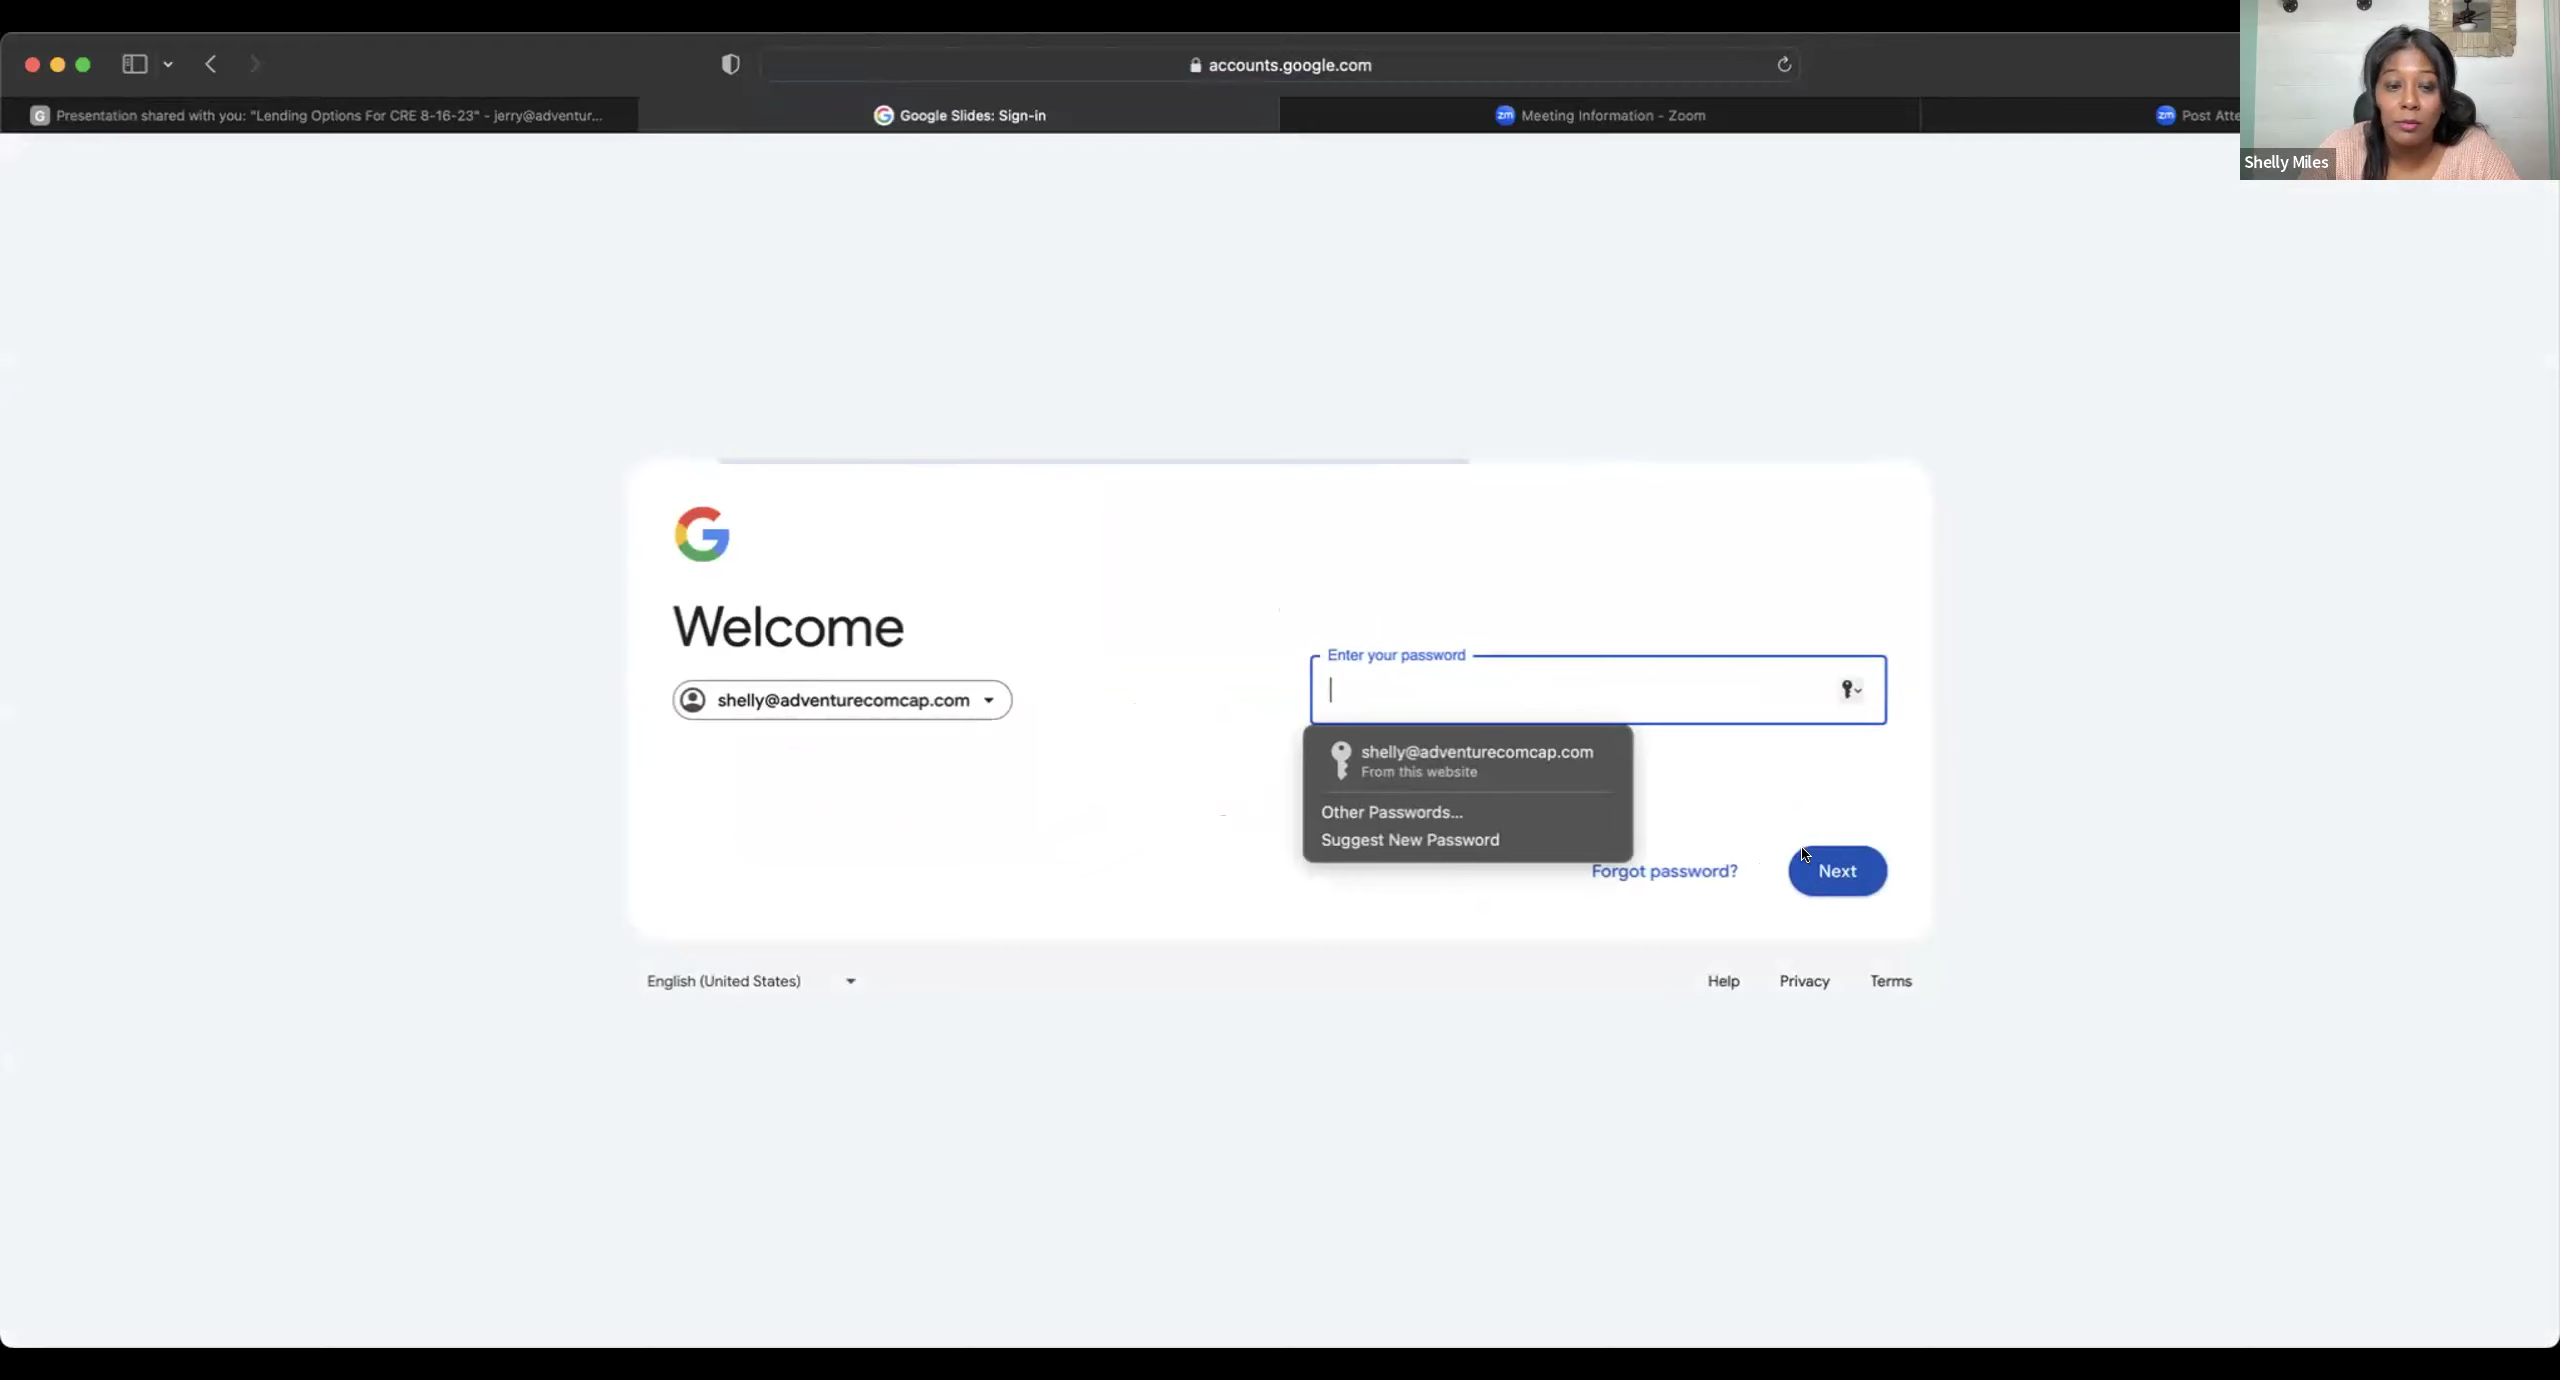 accounts.google.com
Presentation shared with you: "Lending Options For CRE 8-16-23" - jerry@adventur...
Google Slides: Sign-in
zm Meeting Information - Zoom
zm Post Atte
Shelly Miles
Welcome
shelly@adventurecomcap.com
Enter your password
shelly@adventurecomcap.com
From this website
Other Passwords...
Suggest New Password
Forgot password?
Next
English (United States)
Help Privacy Terms